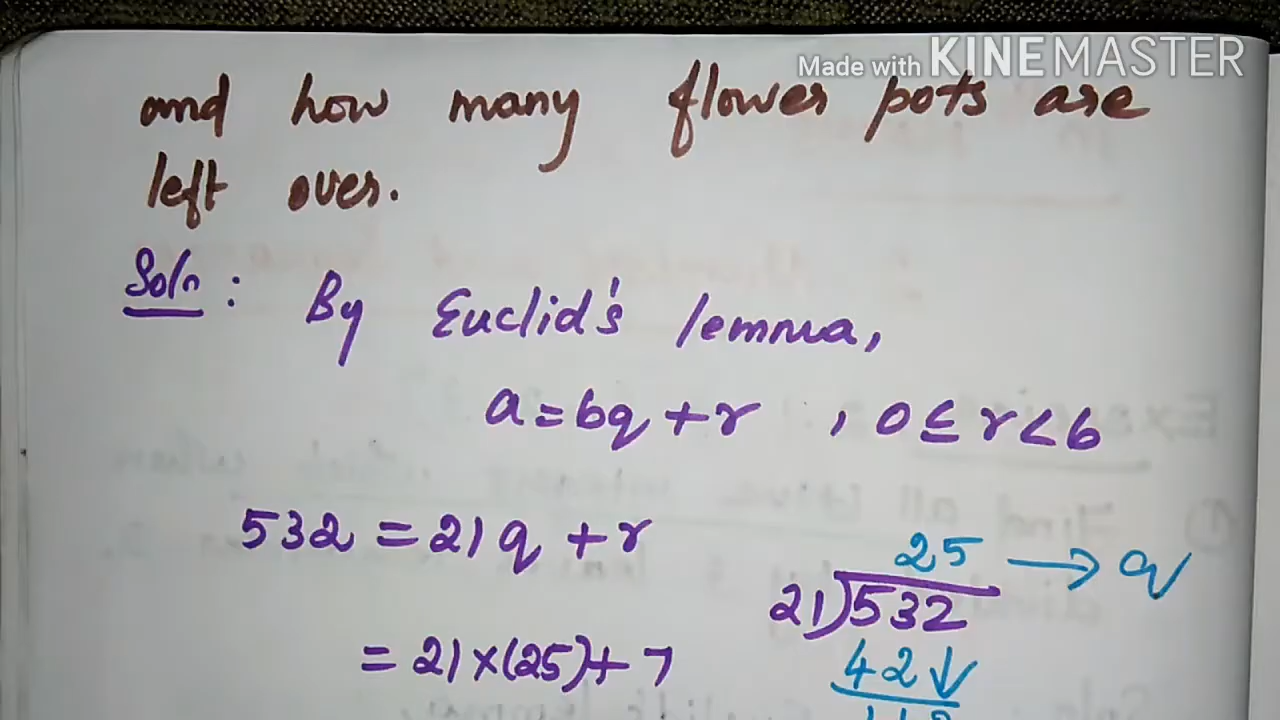 Made with KINEMASTER
and how many flower pots are
left over.
Soln : By Euclid's lemma,
a = bq + r , 0 ≤ r < b
532 = 21q + r
25 → q
21)532
= 21×(25)+ 7
42↓